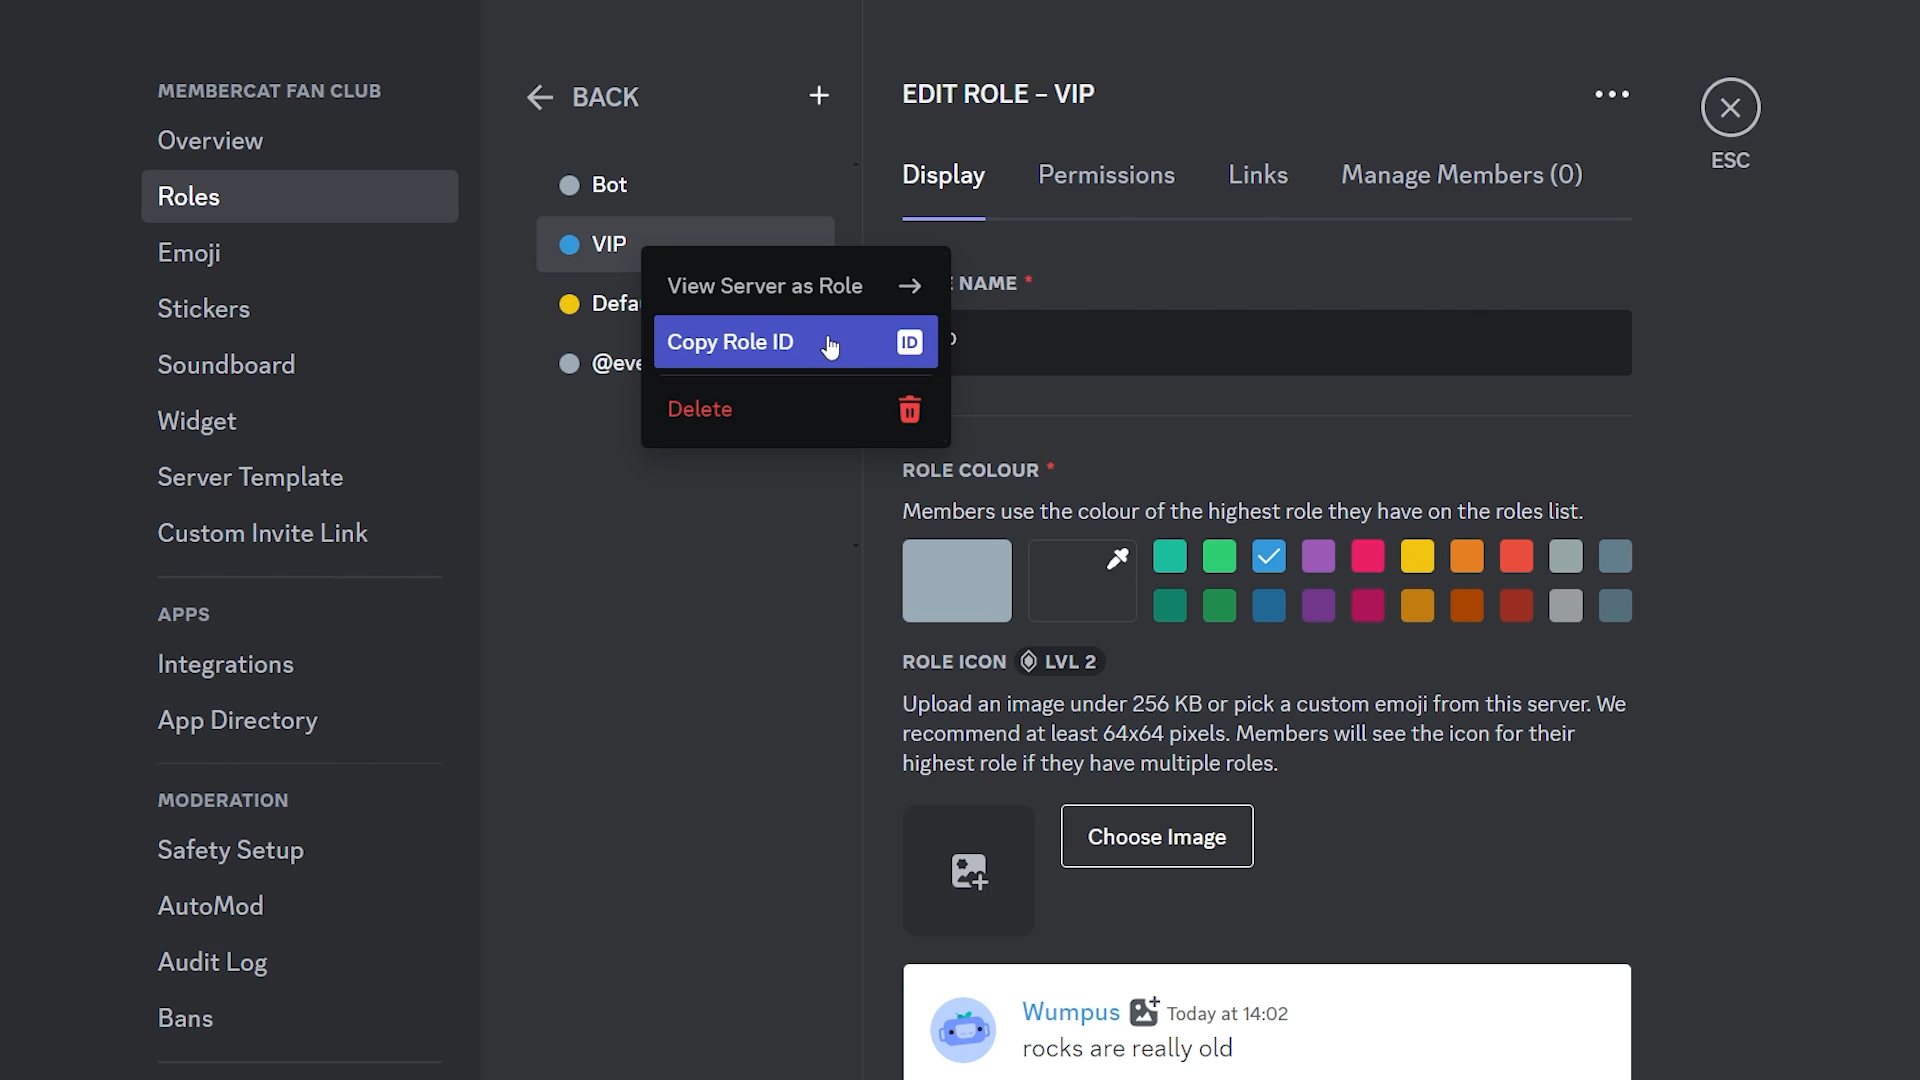 MEMBERCAT FAN CLUB
Overview
Roles
Emoji
Stickers
Soundboard
Widget
Server Template
Custom Invite Link
APPS
Integrations
App Directory
MODERATION
Safety Setup
AutoMod
Audit Log
Bans
BACK
Bot
VIP
Defa
@eve
View Server as Role
Copy Role ID
ID
Delete
EDIT ROLE – VIP
ESC
Display Permissions Links Manage Members (0)
NAME *
ROLE COLOUR *
Members use the colour of the highest role they have on the roles list.
ROLE ICON LVL 2
Upload an image under 256 KB or pick a custom emoji from this server. We
recommend at least 64x64 pixels. Members will see the icon for their
highest role if they have multiple roles.
Choose Image
Wumpus Today at 14:02
rocks are really old